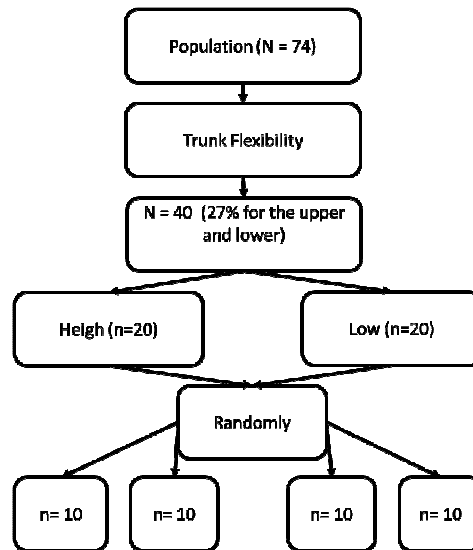 Population (N = 74)
Trunk Flexibility
N = 40 (27% for the upper
and lower)
Heigh (n=20)
Low (n=20)
Randomly
n= 10
n= 10
n= 10
n= 10